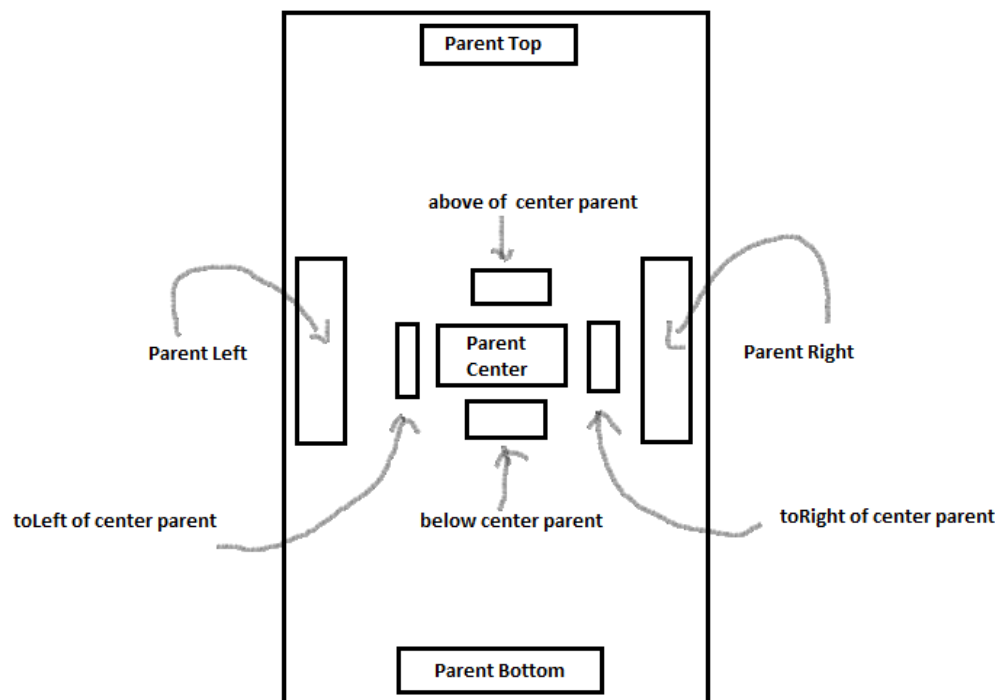 Parent Top
above of center parent
Parent Left
Parent
Center
Parent Right
toLeft of center parent
below center parent
toRight of center parent
Parent Bottom